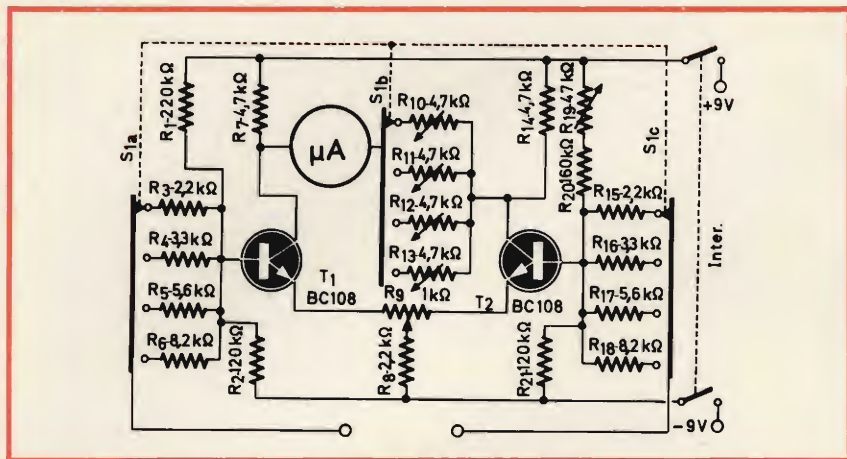 R1-220kΩ
R7-4,7kΩ
S1b
R10-4,7kΩ
R14-4,7kΩ
R19-47kΩ
+9V
S1a
µA
R11-4,7kΩ
R20160kΩ
S1c
R3-2,2kΩ
R12-4,7kΩ
R15-2,2kΩ
R4-3,3kΩ
R13-4,7kΩ
R16-3,3kΩ
Inter.
T1
BC108
R9
1kΩ
T2
BC108
R5-5,6kΩ
R17-5,6kΩ
R6-8,2kΩ
R2-120kΩ
R8-2,2kΩ
R21-120kΩ
R18-8,2kΩ
-9V